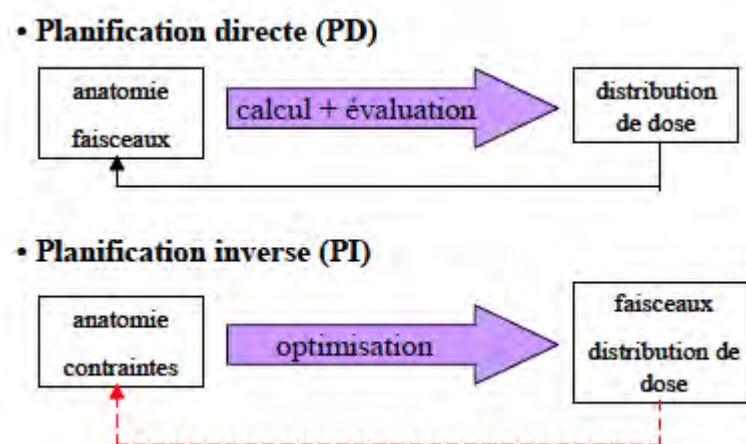 • Planification directe (PD)
anatomie
faisceaux
calcul + évaluation
distribution
de dose
• Planification inverse (PI)
anatomie
contraintes
optimisation
faisceaux
distribution de
dose